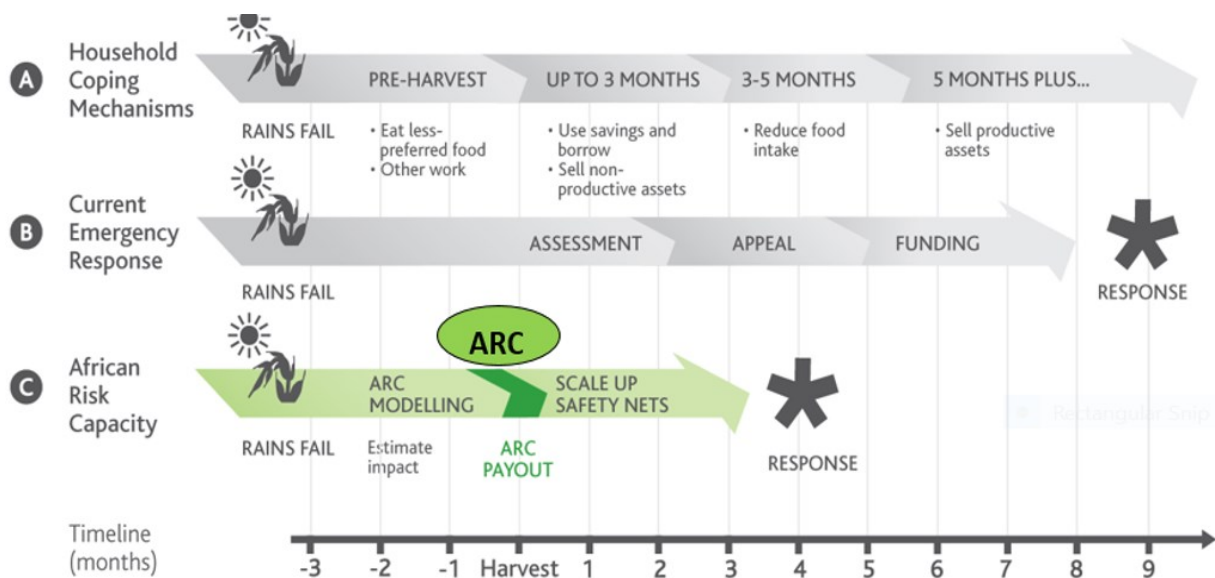 A
Household
Coping
Mechanisms
PRE-HARVEST
UP TO 3 MONTHS
3-5 MONTHS
5 MONTHS PLUS...
RAINS FAIL
• Eat less-
preferred food
• Other work
• Use savings and
borrow
• Sell non-
productive assets
• Reduce food
intake
• Sell productive
assets
B
Current
Emergency
Response
ASSESSMENT
APPEAL
FUNDING
RAINS FAIL
RESPONSE
ARC
C
African
Risk
Capacity
ARC
MODELLING
SCALE UP
SAFETY NETS
RAINS FAIL
Estimate
impact
ARC
PAYOUT
RESPONSE
Rectangular Snip
Timeline
(months)
-3 -2 -1 Harvest 1 2 3 4 5 6 7 8 9